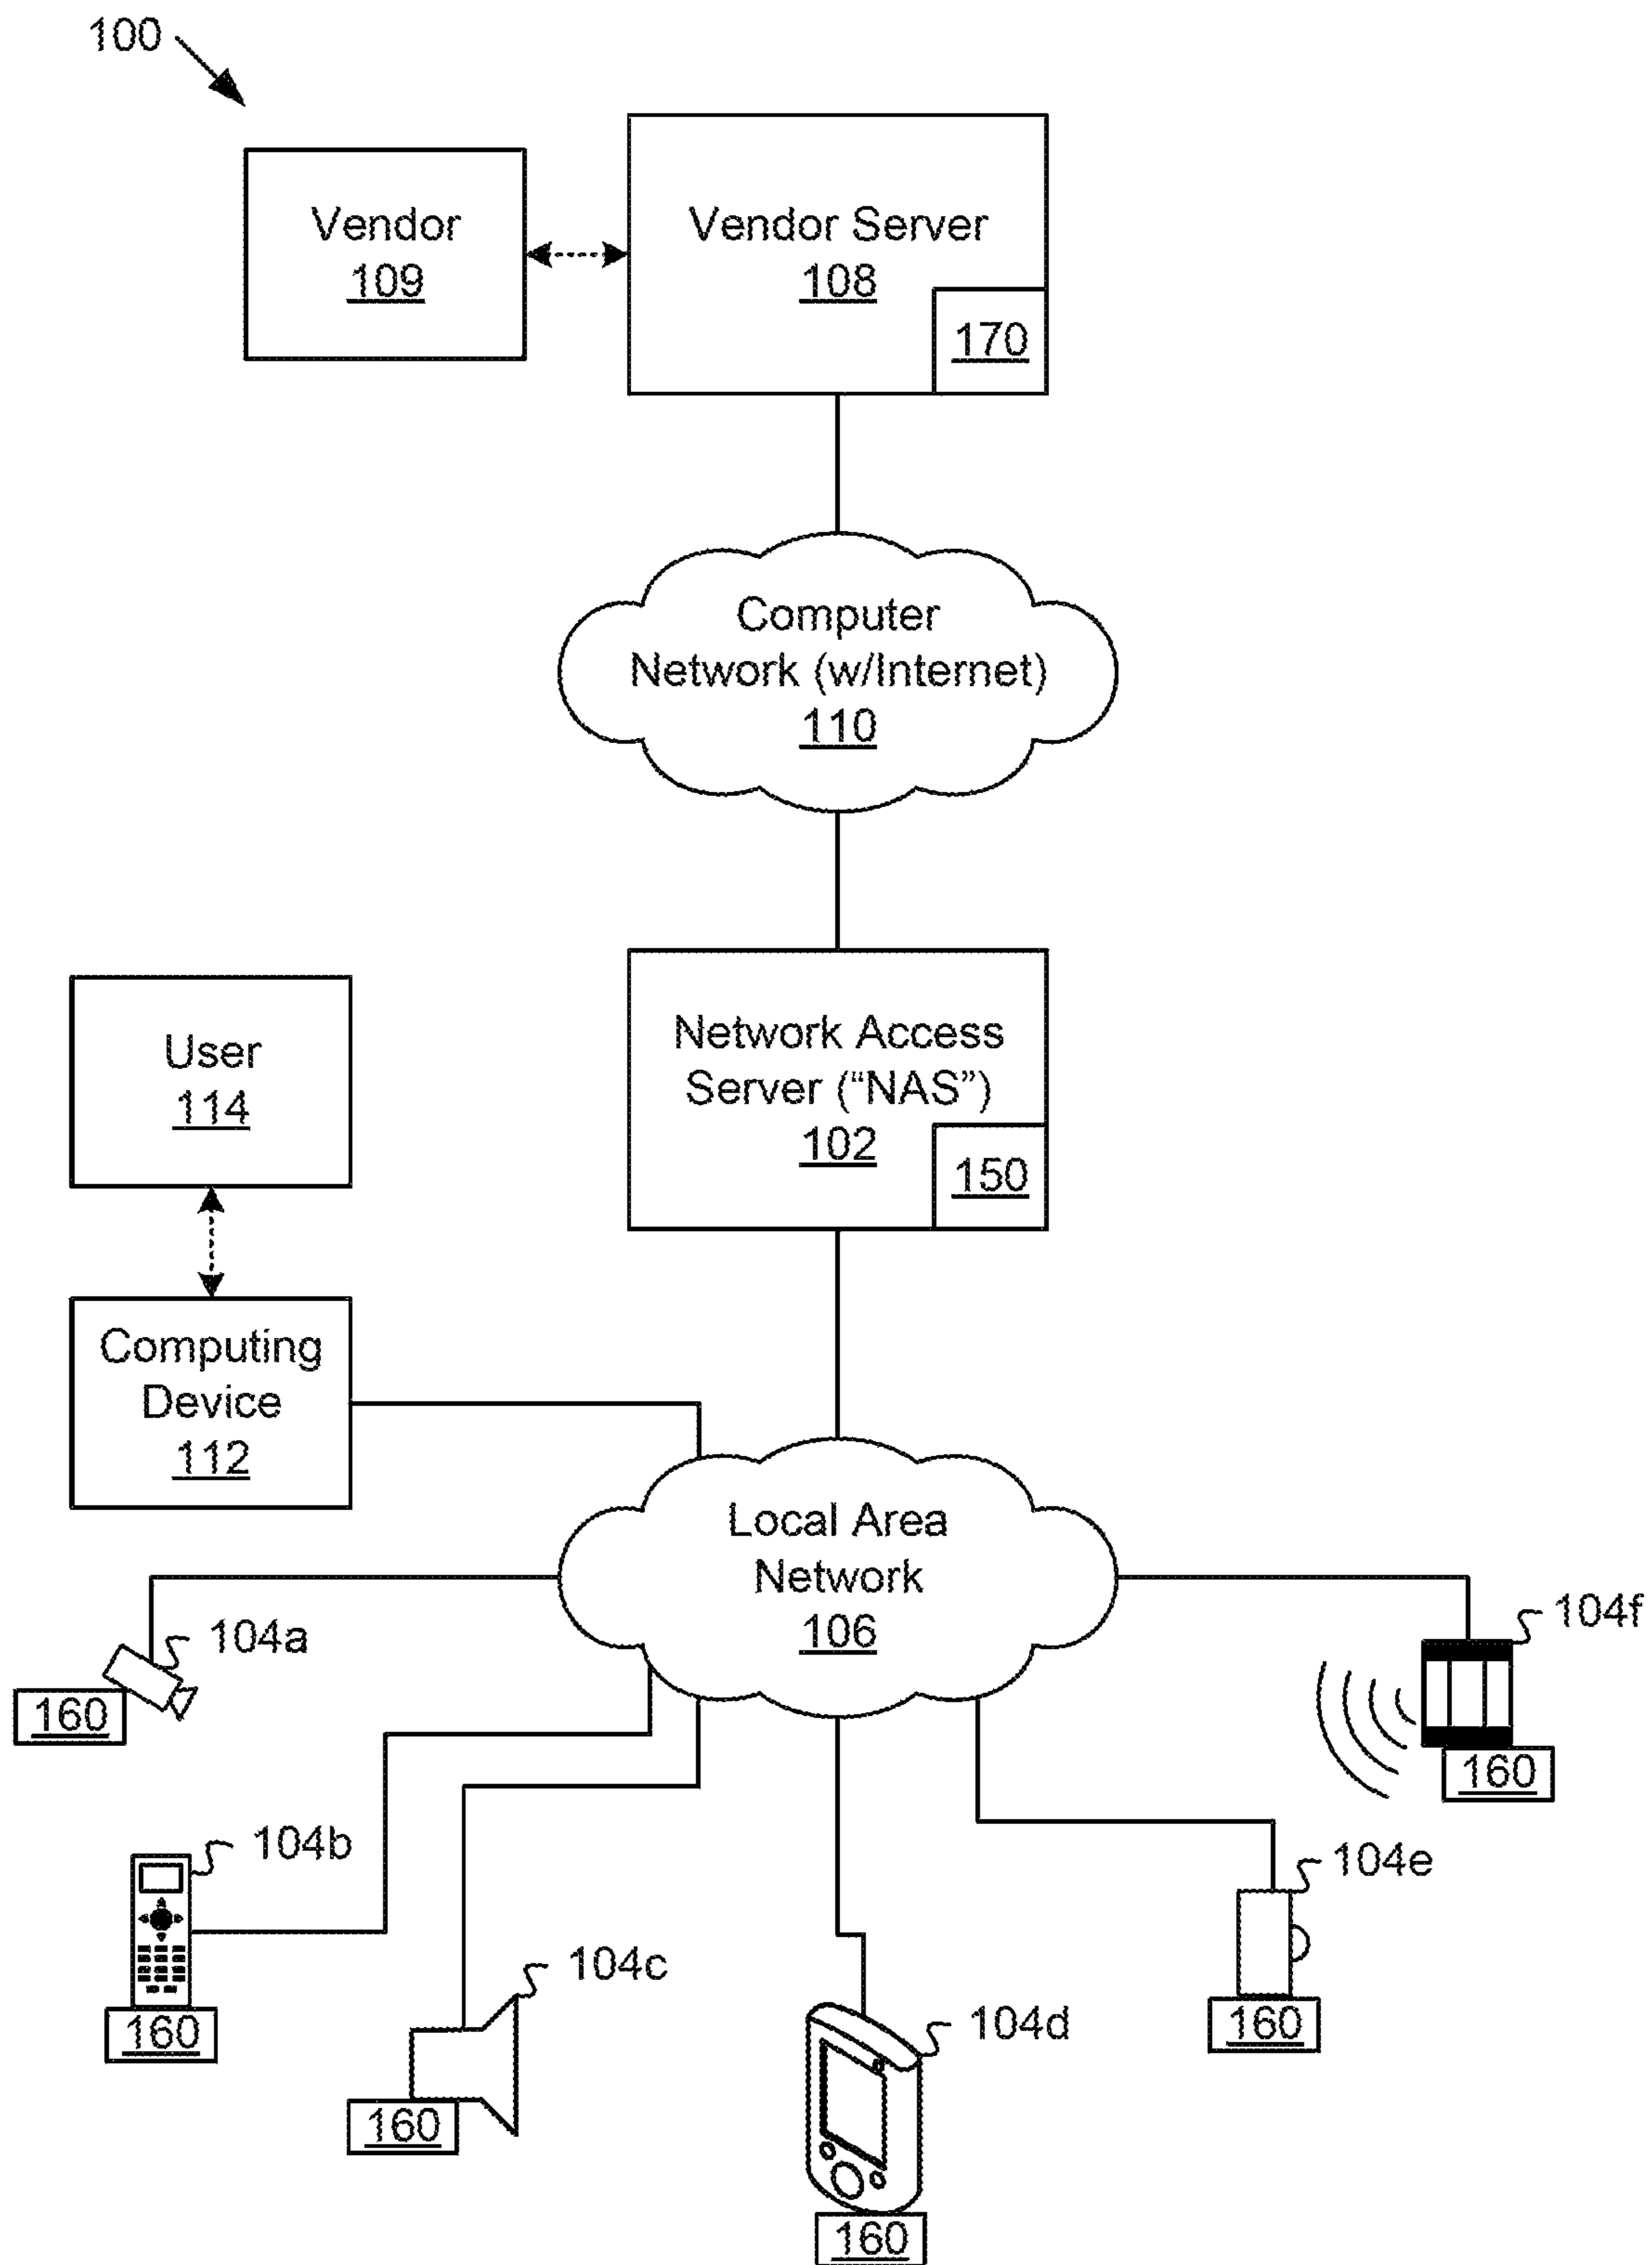 100
Vendor
109
Vendor Server
108
170
Computer
Network (w/Internet)
110
User
114
Network Access
Server (“NAS”)
102
150
Computing
Device
112
Local Area
Network
106
104a
160
104f
160
104b
160
104e
160
104c
160
104d
160